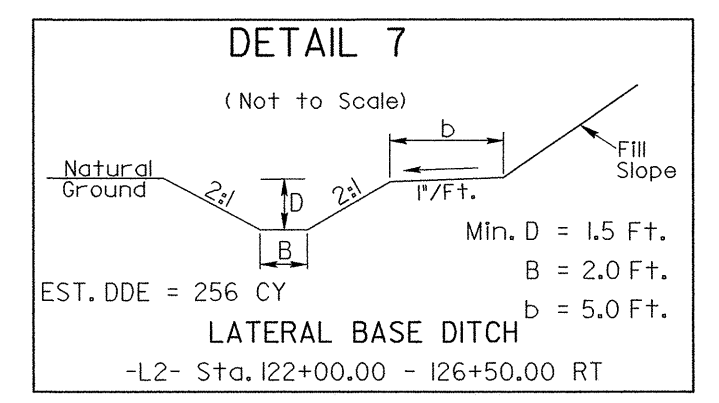 DETAIL 7
(Not to Scale)
b
Natural
Ground
2:1
D
2:1
1"/Ft.
Fill
Slope
B
Min. D = 1.5 Ft.
B = 2.0 Ft.
b = 5.0 Ft.
EST. DDE = 256 CY
LATERAL BASE DITCH
-L2- Sta. 122+00.00 - 126+50.00 RT